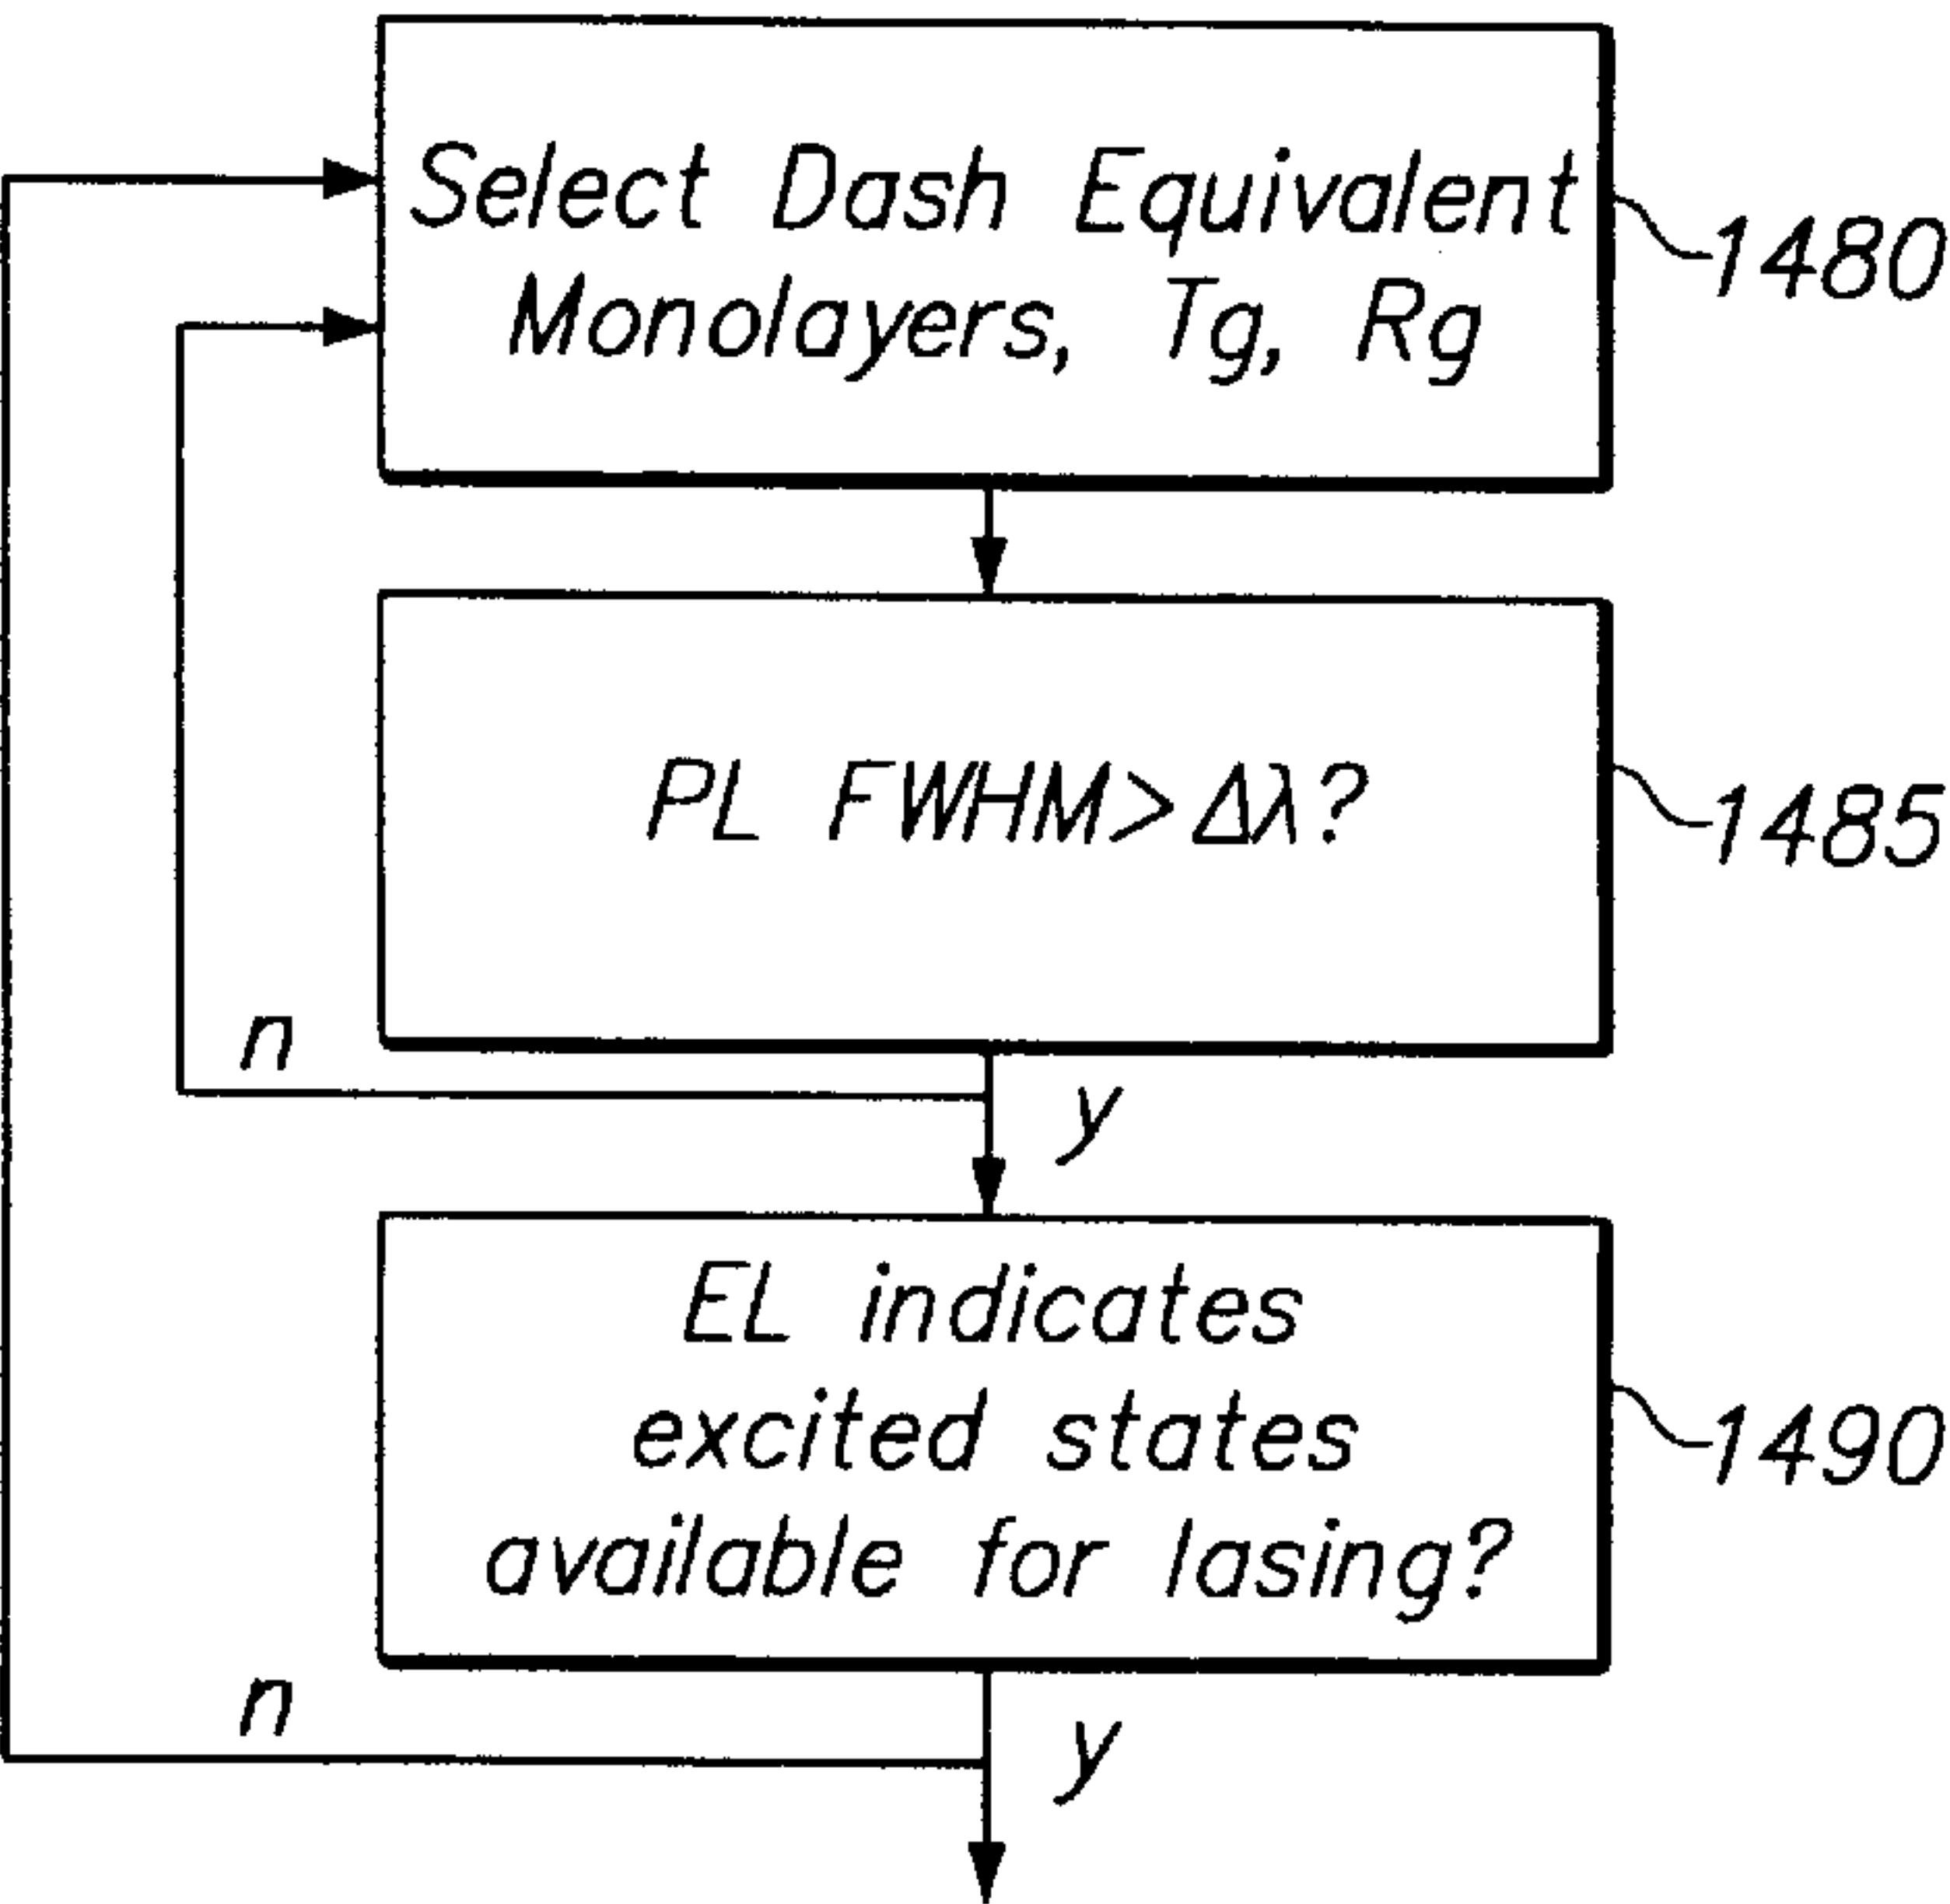 Select Dash Equivalent
Monolayers, Tg, Rg
1480
PL FWHM>Δλ?
1485
n
y
EL indicates
excited states
available for lasing?
1490
n
y